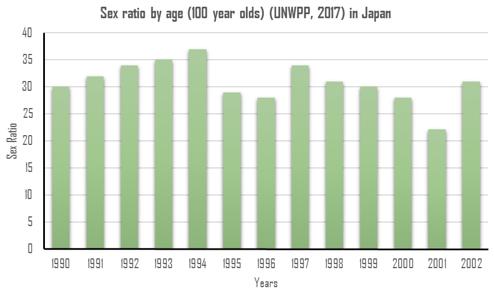 Sex ratio by age (100 year olds) (UNWPP, 2017) in Japan
40
35
30
25
20
15
10
5
0
Sex Ratio
1990 1991 1992 1993 1994 1995 1996 1997 1998 1999 2000 2001 2002
Years